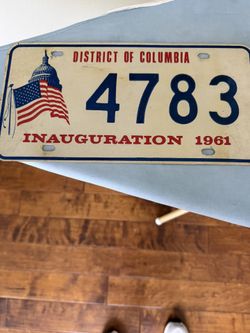 DISTRICT OF COLUMBIA
4783
INAUGURATION 1961